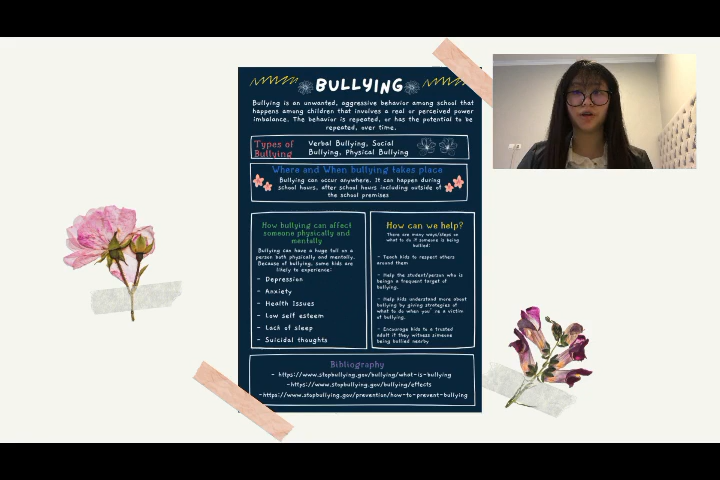 BULLYING
Bullying is an unwanted, aggressive behavior among school that
happens among children that involves a real or perceived power
imbalance. The behavior is repeated, or has the potential to be
repeated, over time.
Types of
Bullying
Verbal Bullying, Social
Bullying, Physical Bullying
Where and When bullying takes place
Bullying can occur anywhere. It can happen during
school hours, after school hours including outside of
the school premises
How bullying can affect
someone physically and
mentally
Bullying can have a huge toll on a
person both physically and mentally.
Because of bullying, some kids are
likely to experience:
- Depression
- Anxiety
- Health Issues
- Low self esteem
- Lack of sleep
- Suicidal thoughts
How can we help?
There are many ways/steps on
what to do if someone is being
bullied:
- Teach kids to respect others
around them
- Help the student/person who is
being a frequent target of
bullying.
- Help kids understand more about
bullying by giving strategies of
what to do when you're a victim
of bullying.
- Encourage kids to a trusted
adult if they witness someone
being bullied nearby
Bibliography
- https://www.stopbullying.gov/bullying/what-is-bullying
-https://www.stopbullying.gov/bullying/effects
-https://www.stopbullying.gov/prevention/how-to-prevent-bullying